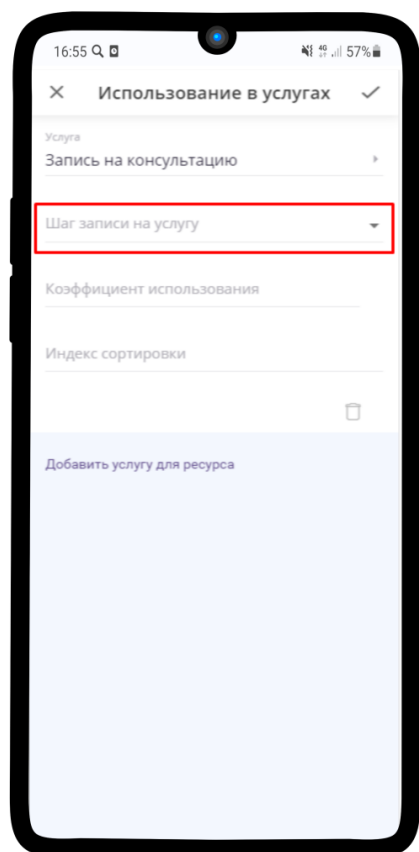 16:55
4G
57%
Использование в услугах
Услуга
Запись на консультацию
Шаг записи на услугу
Коэффициент использования
Индекс сортировки
Добавить услугу для ресурса